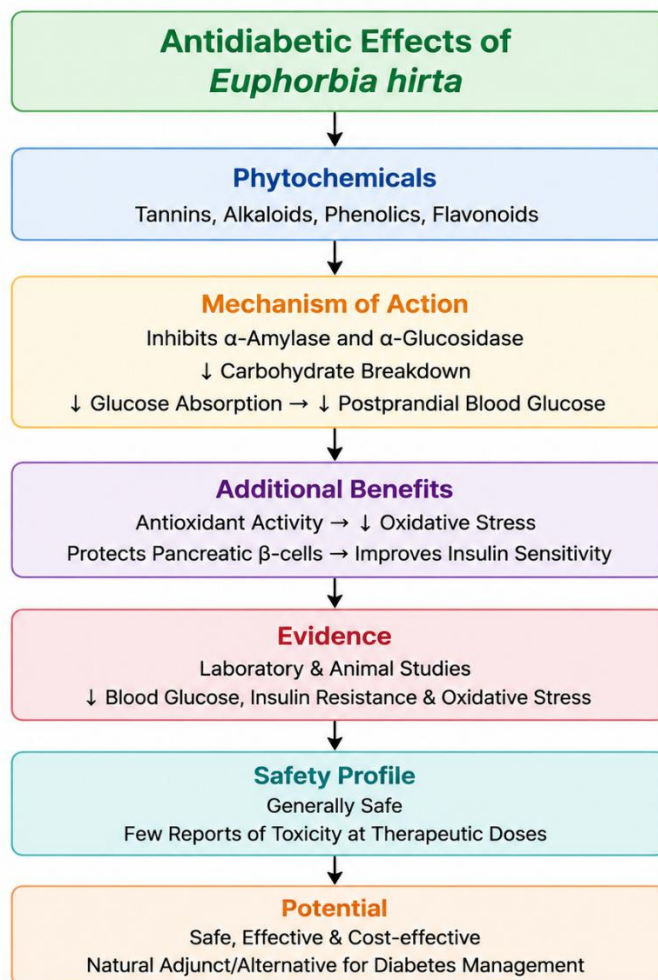 Antidiabetic Effects of
Euphorbia hirta
Phytochemicals
Tannins, Alkaloids, Phenolics, Flavonoids
Mechanism of Action
Inhibits α-Amylase and α-Glucosidase
↓ Carbohydrate Breakdown
↓ Glucose Absorption → ↓ Postprandial Blood Glucose
Additional Benefits
Antioxidant Activity → ↓ Oxidative Stress
Protects Pancreatic β-cells → Improves Insulin Sensitivity
Evidence
Laboratory & Animal Studies
↓ Blood Glucose, Insulin Resistance & Oxidative Stress
Safety Profile
Generally Safe
Few Reports of Toxicity at Therapeutic Doses
Potential
Safe, Effective & Cost-effective
Natural Adjunct/Alternative for Diabetes Management